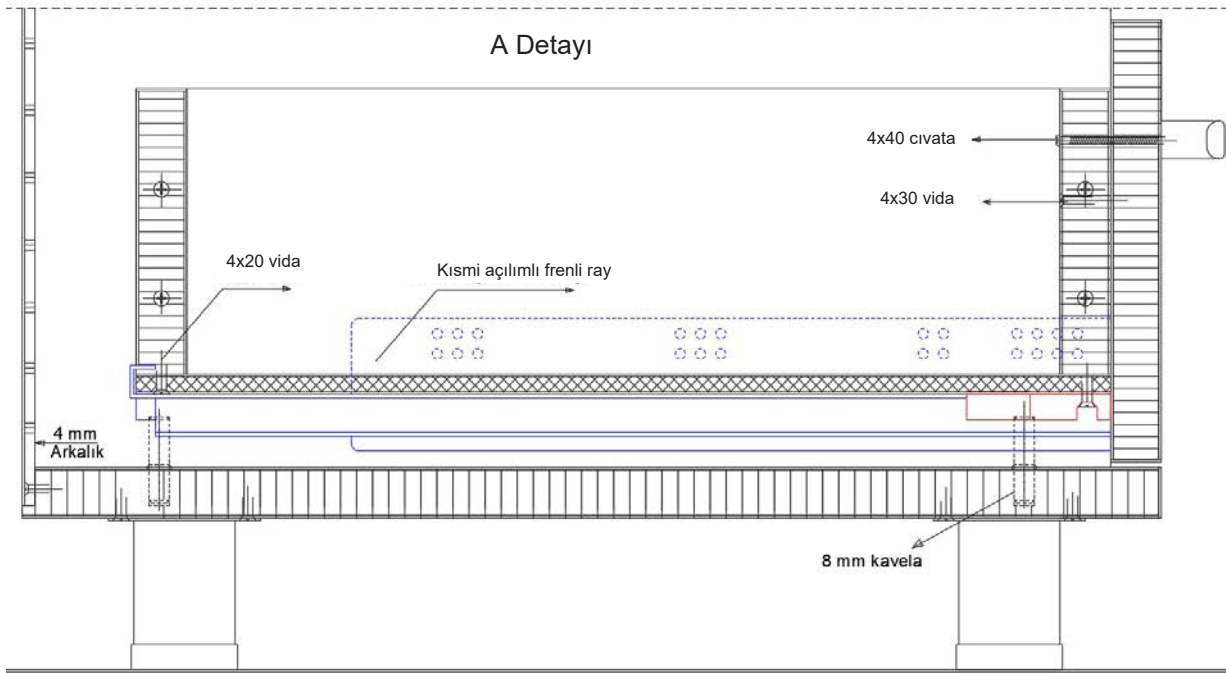 A Detayı
4x40 cıvata
4x30 vida
4x20 vida
Kısmi açılımlı frenli ray
4 mm
Arkalık
8 mm kavela